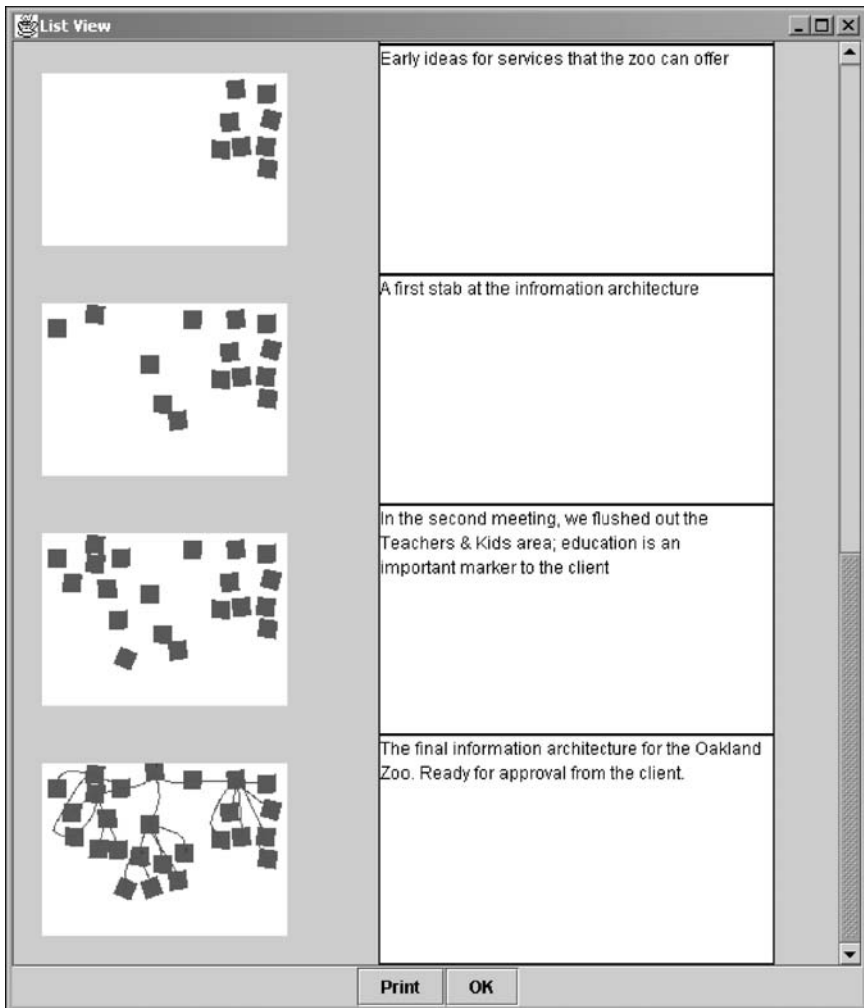 List View
Early ideas for services that the zoo can offer
A first stab at the infromation architecture
In the second meeting, we flushed out the
Teachers & Kids area; education is an
important marker to the client
The final information architecture for the Oakland
Zoo. Ready for approval from the client.
Print OK